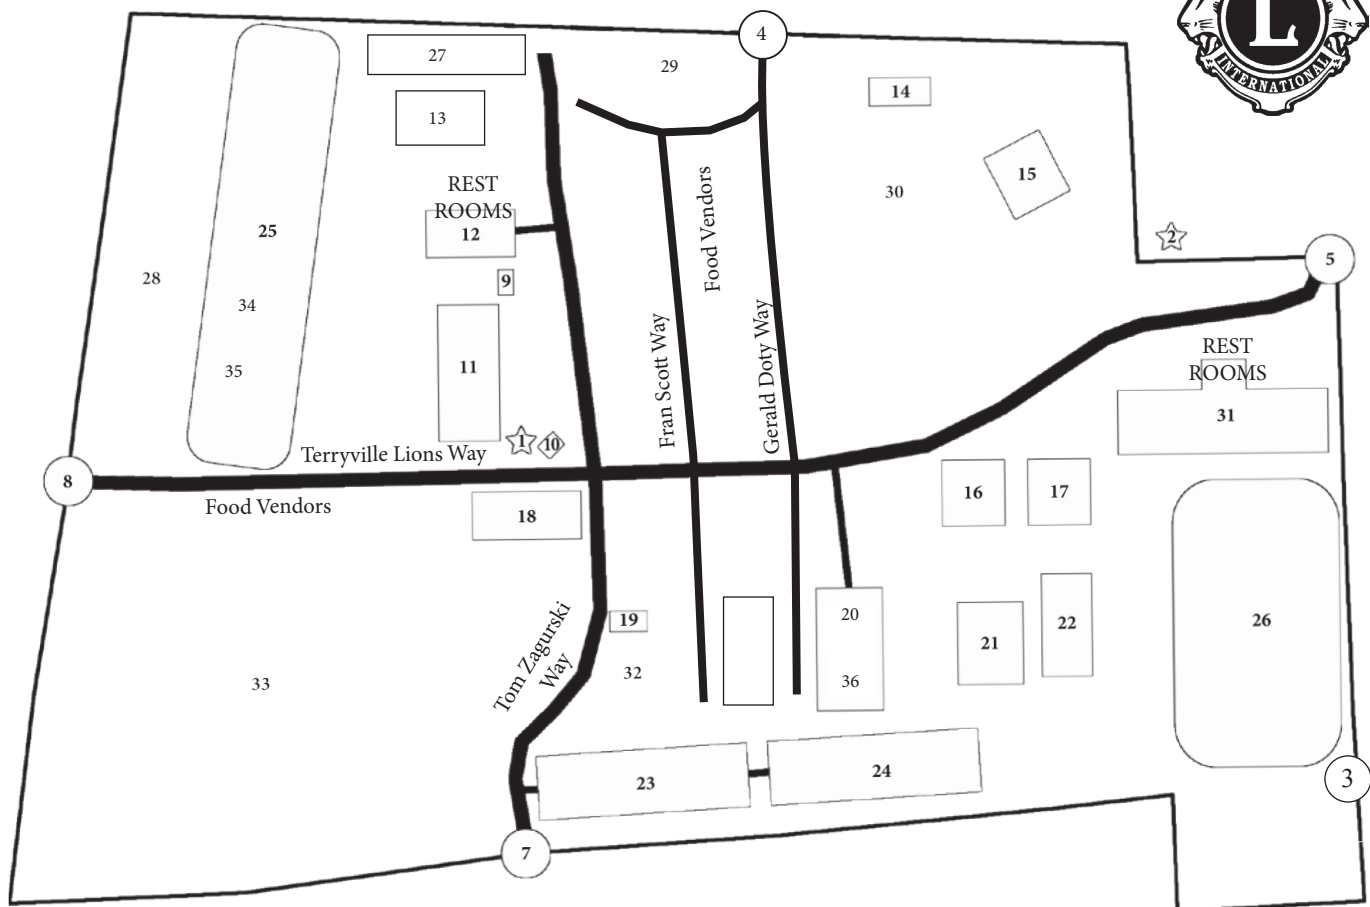 L
INTERNATIONAL
4
27
29
14
13
15
REST
ROOMS
12
30
Food Vendors
25
2
5
28
9
34
Fran Scott Way
Gerald Doty Way
11
35
REST
ROOMS
31
1
10
Terryville Lions Way
8
Food Vendors
18
16
17
19
20
Tom Zagurski
Way
32
36
21
22
26
33
23
24
3
7